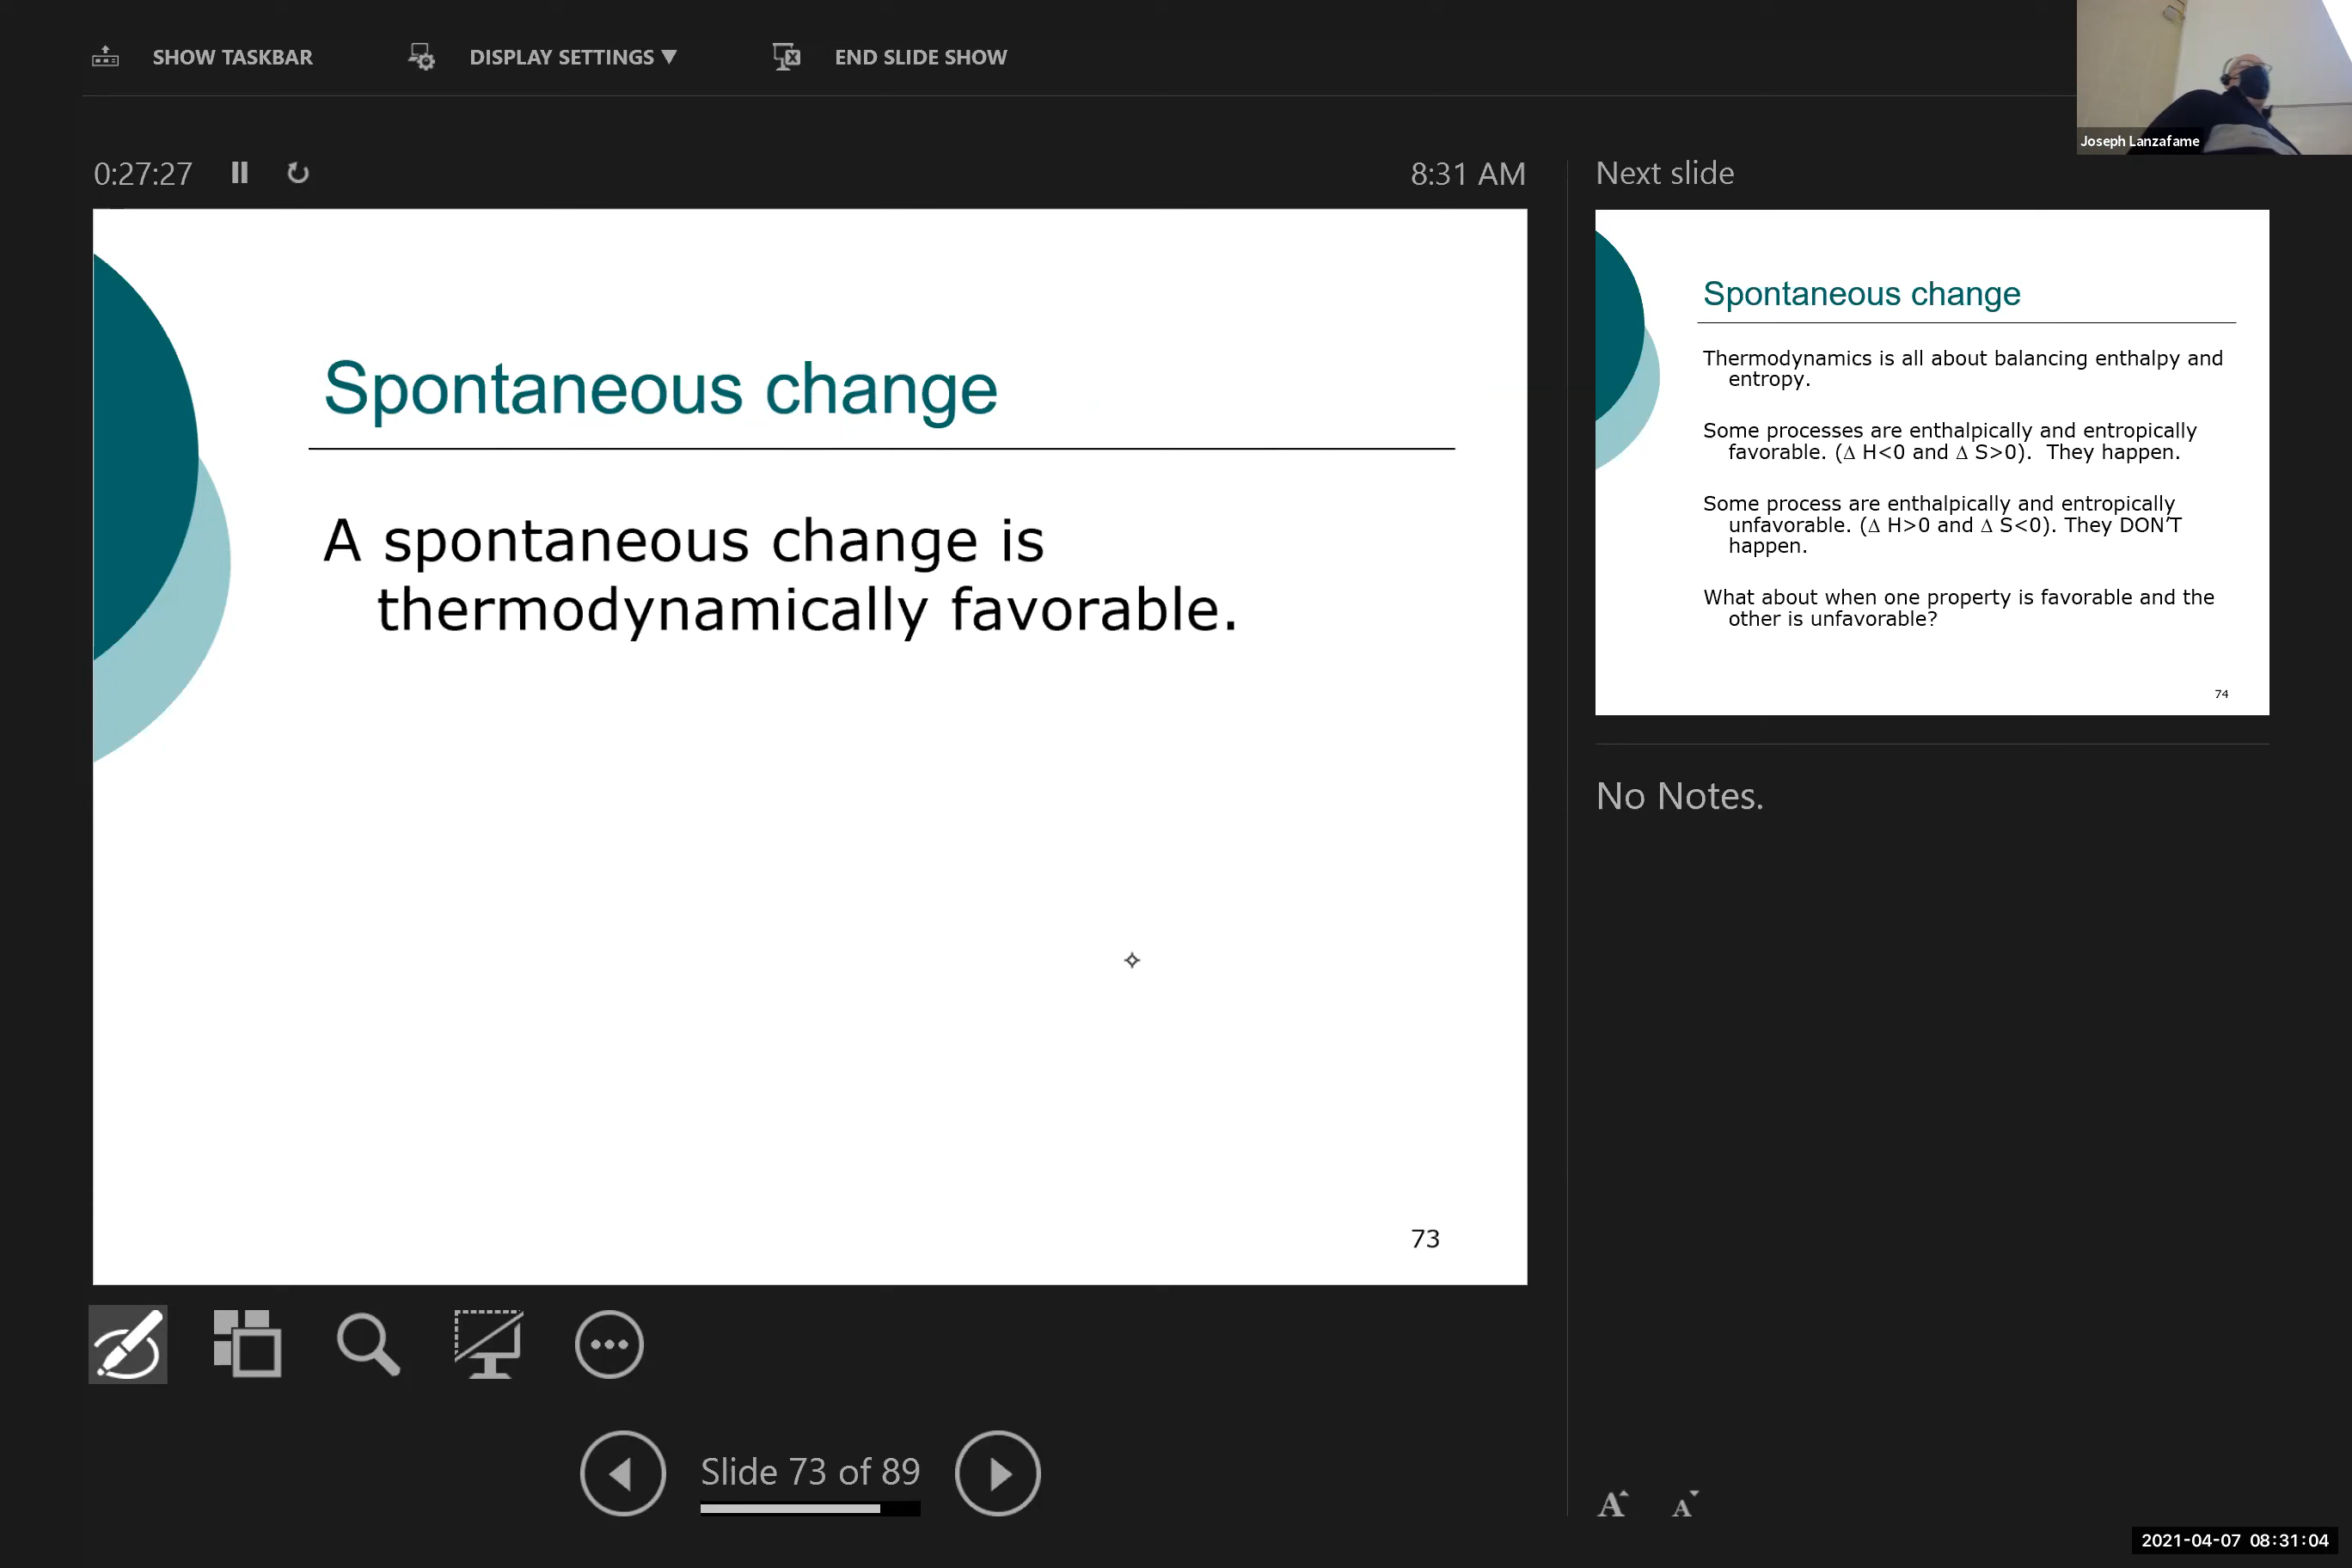 SHOW TASKBAR
DISPLAY SETTINGS ▼
END SLIDE SHOW
Joseph Lanzafame
0:27:27
8:31 AM
Next slide
Spontaneous change
A spontaneous change is
thermodynamically favorable.
73
Spontaneous change
Thermodynamics is all about balancing enthalpy and
entropy.
Some processes are enthalpically and entropically
favorable. (Δ H<0 and Δ S>0).  They happen.
Some process are enthalpically and entropically
unfavorable. (Δ H>0 and Δ S<0). They DON'T
happen.
What about when one property is favorable and the
other is unfavorable?
74
No Notes.
Slide 73 of 89
A A
2021-04-07 08:31:04